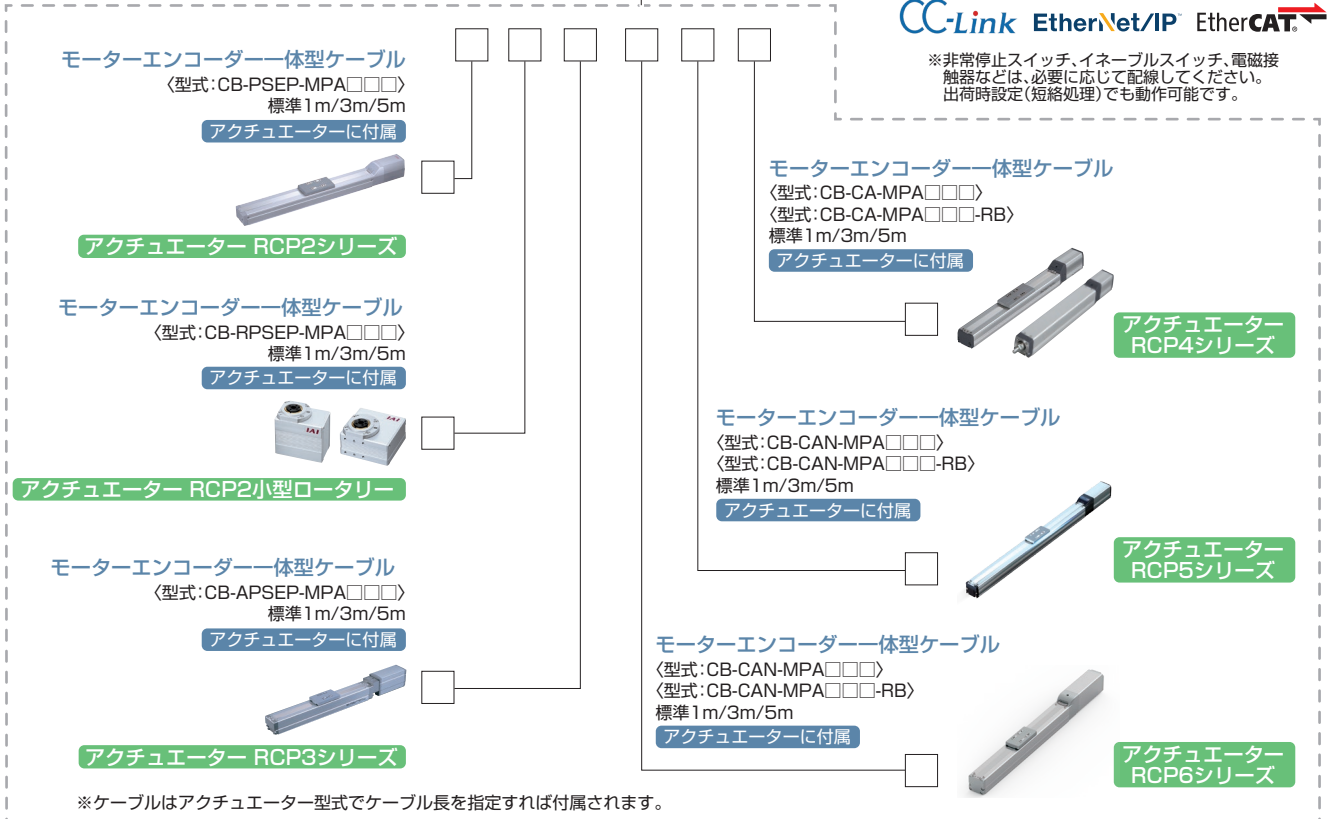 CC-Link EtherNet/IP™ EtherCAT®
※非常停止スイッチ、イネーブルスイッチ、電磁接
触器などは、必要に応じて配線してください。
出荷時設定(短絡処理)でも動作可能です。
モーターエンコーダー一体型ケーブル
〈型式：CB-PSEP-MPA□□□〉
標準1m/3m/5m
アクチュエーターに付属
アクチュエーター RCP2シリーズ
モーターエンコーダー一体型ケーブル
〈型式：CB-RPSEP-MPA□□□〉
標準1m/3m/5m
アクチュエーターに付属
IAI
IAI
アクチュエーター RCP2小型ロータリー
モーターエンコーダー一体型ケーブル
〈型式：CB-APSEP-MPA□□□〉
標準1m/3m/5m
アクチュエーターに付属
アクチュエーター RCP3シリーズ
モーターエンコーダー一体型ケーブル
〈型式：CB-CA-MPA□□□〉
〈型式：CB-CA-MPA□□□-RB〉
標準1m/3m/5m
アクチュエーターに付属
アクチュエーター
RCP4シリーズ
モーターエンコーダー一体型ケーブル
〈型式：CB-CAN-MPA□□□〉
〈型式：CB-CAN-MPA□□□-RB〉
標準1m/3m/5m
アクチュエーターに付属
アクチュエーター
RCP5シリーズ
モーターエンコーダー一体型ケーブル
〈型式：CB-CAN-MPA□□□〉
〈型式：CB-CAN-MPA□□□-RB〉
標準1m/3m/5m
アクチュエーターに付属
アクチュエーター
RCP6シリーズ
※ケーブルはアクチュエーター型式でケーブル長を指定すれば付属されます。